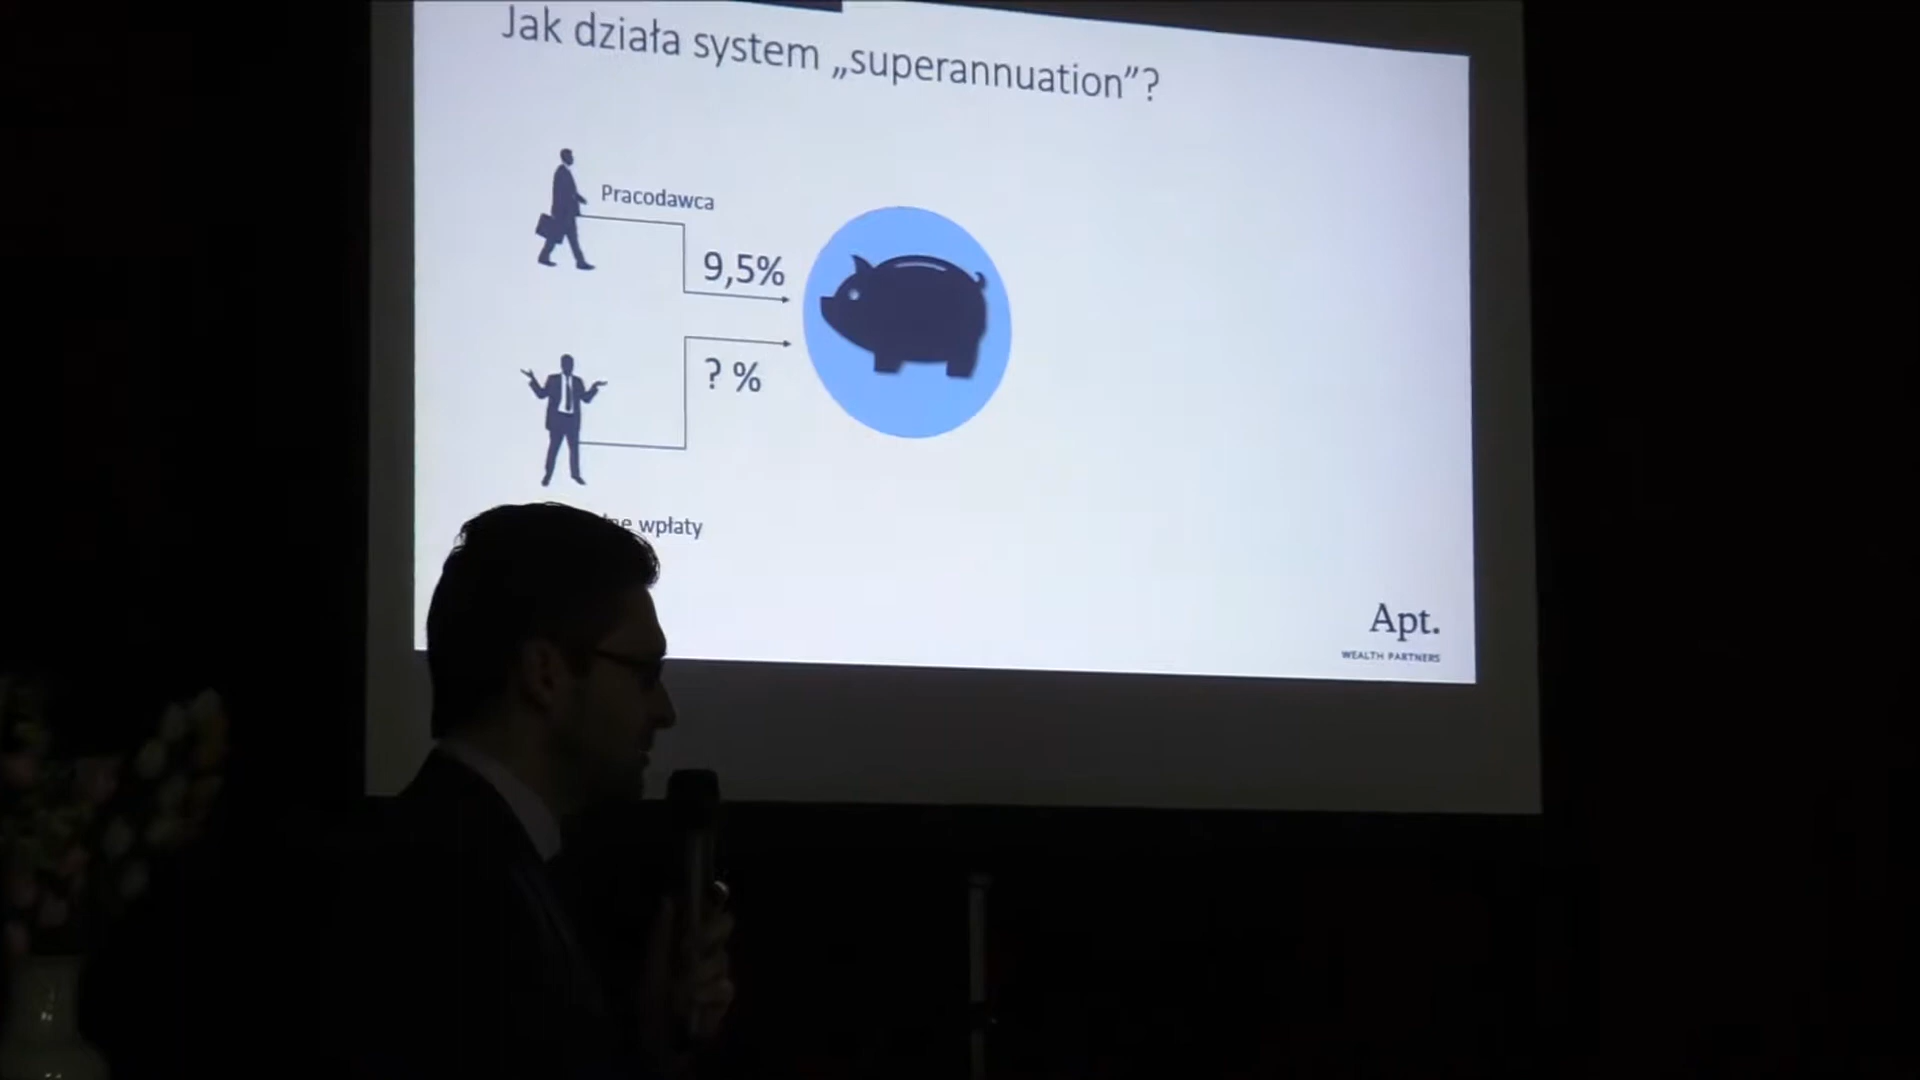 Jak działa system „superannuation”?
Pracodawca
9,5%
? %
wpłaty
Apt.
WEALTH PARTNERS